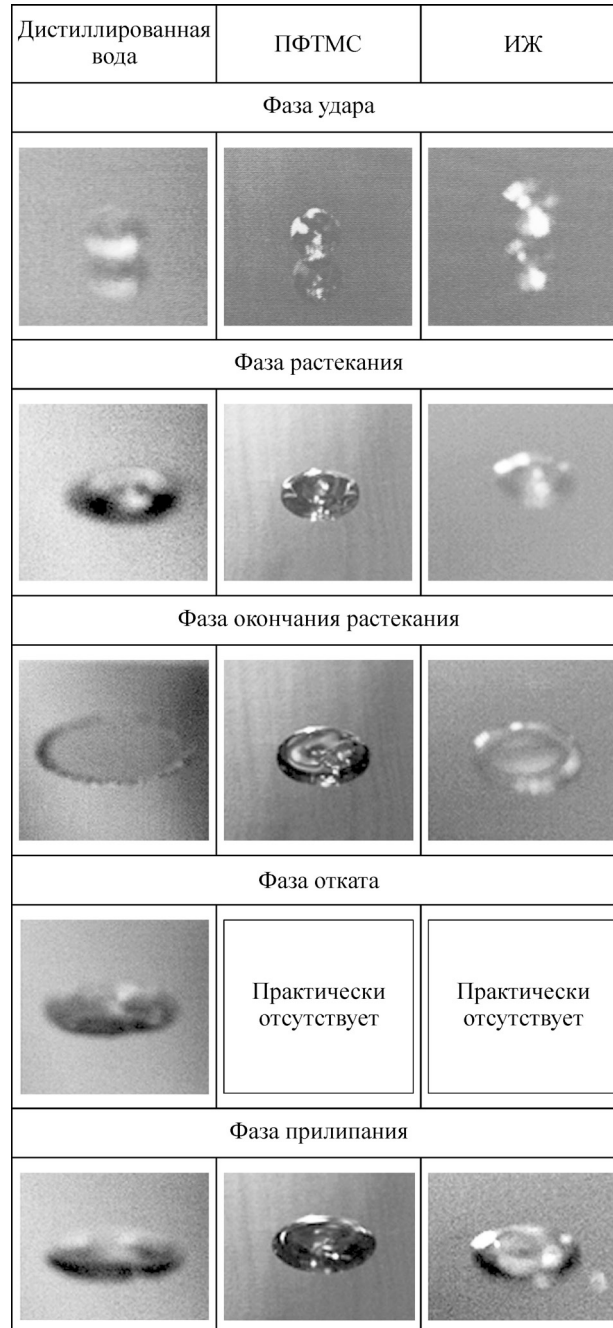 Дистиллированная
вода
ПФТМС
ИЖ
Фаза удара
Фаза растекания
Фаза окончания растекания
Фаза отката
Практически
отсутствует
Практически
отсутствует
Фаза прилипания